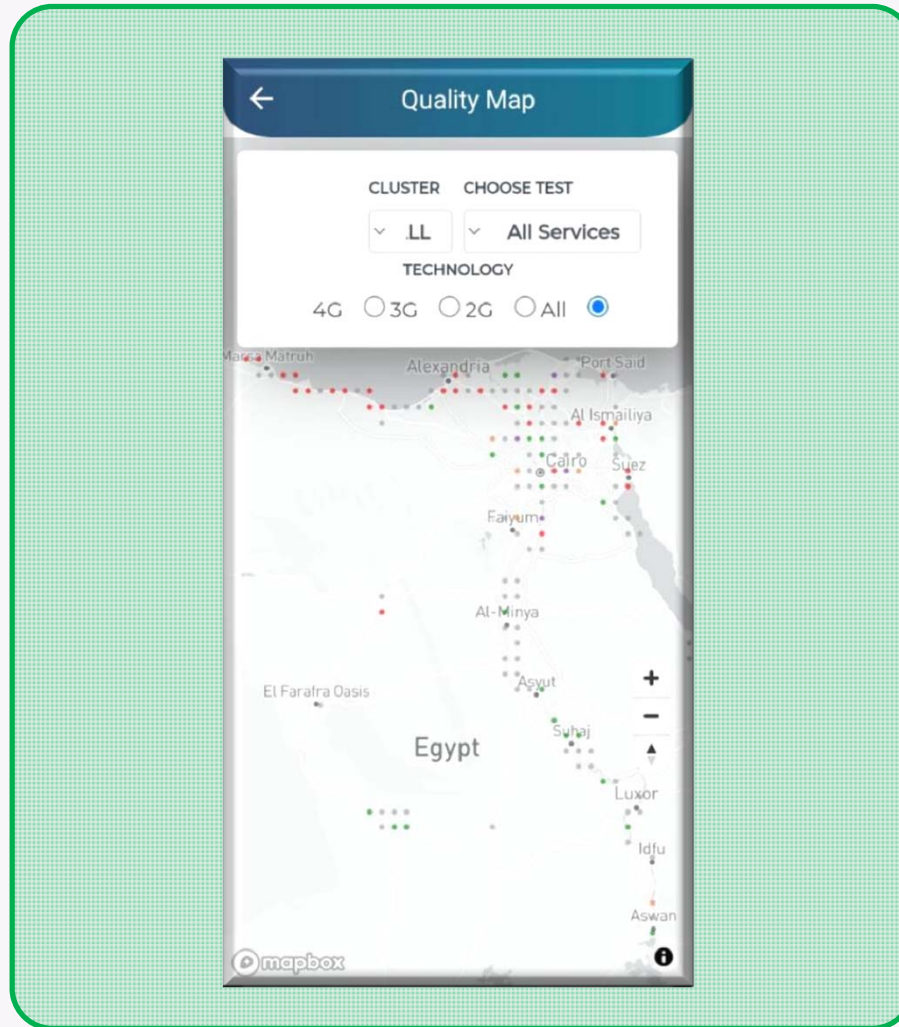 Quality Map
CLUSTER CHOOSE TEST
.LL All Services
TECHNOLOGY
4G 3G 2G All
Marsa Matruh
Alexandria
Port Said
Al Ismailiya
Cairo
Suez
Faiyum
Al-Minya
Asyut
El Farafra Oasis
Suhaj
Egypt
Luxor
Idfu
Aswan
mapbox